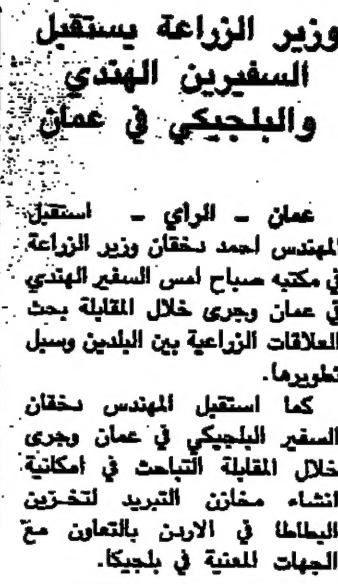 وزير الزراعة يستقبل
السفيرين الهندي
والبلجيكي في عمان
عمان - الرأي - استقبل
المهندس احمد دخقان وزير الزراعة
في مكتبه صباح امس السفير الهندي
في عمان وجرى خلال المقابلة بحث
العلاقات الزراعية بين البلدين وسبل
تطويرها.
كما استقبل المهندس دخقان
السفير البلجيكي في عمان وجرى
خلال المقابلة التباحث في امكانية
انشاء مخازن التبريد لتخزين
البطاطا في الاردن بالتعاون مع
الجهات المعنية في بلجيكا.